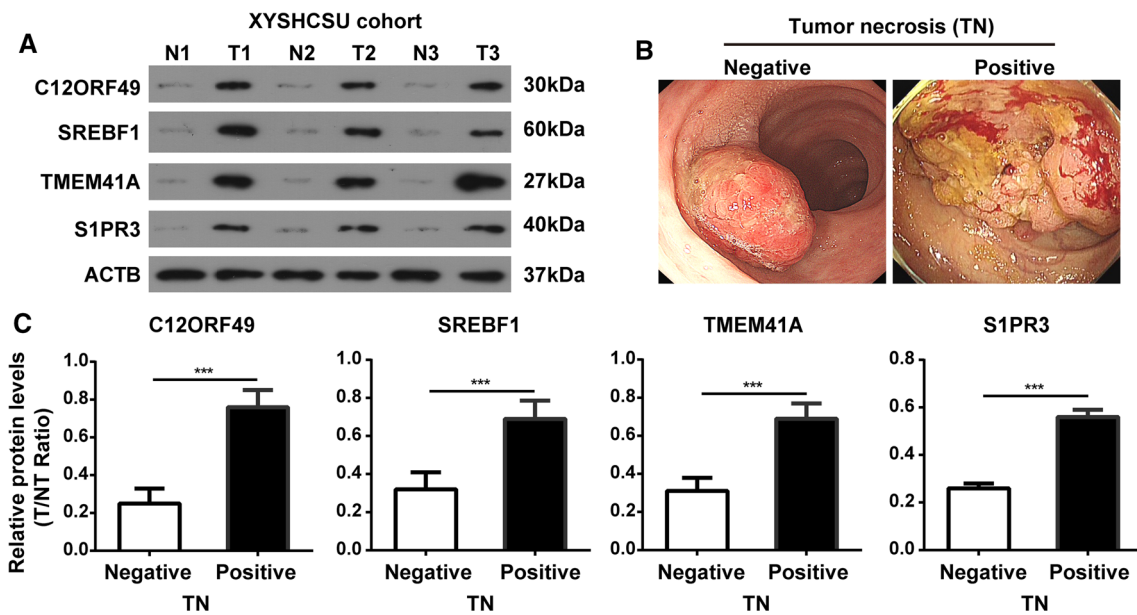 XYSHCSU cohort
A
N1 T1 N2 T2 N3 T3
C12ORF49 30kDa
SREBF1 60kDa
TMEM41A 27kDa
S1PR3 40kDa
ACTB 37kDa
B
Tumor necrosis (TN)
Negative Positive
C
C12ORF49
Relative protein levels
(T/NT Ratio)
1.0
0.8
0.6
0.4
0.2
0.0
***
Negative Positive
TN
SREBF1
1.0
0.8
0.6
0.4
0.2
0.0
***
Negative Positive
TN
TMEM41A
1.0
0.8
0.6
0.4
0.2
0.0
***
Negative Positive
TN
S1PR3
0.8
0.6
0.4
0.2
0.0
***
Negative Positive
TN